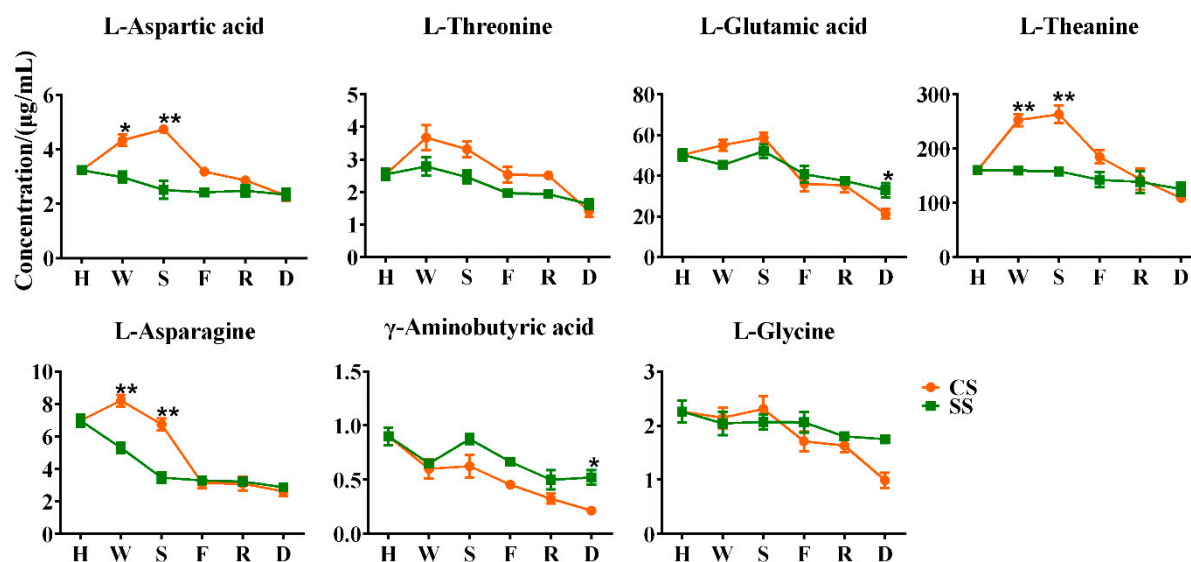 L-Aspartic acid L-Threonine L-Glutamic acid L-Theanine
Concentration/(μg/mL)
6 4 2 0
* **
H W S F R D
5 4 3 2 1 0
H W S F R D
80 60 40 20 0
*
H W S F R D
300 200 100 0
** **
H W S F R D
L-Asparagine γ-Aminobutyric acid L-Glycine
10 8 6 4 2 0
** **
H W S F R D
1.5 1.0 0.5 0.0
*
H W S F R D
3 2 1 0
H W S F R D
CS
SS